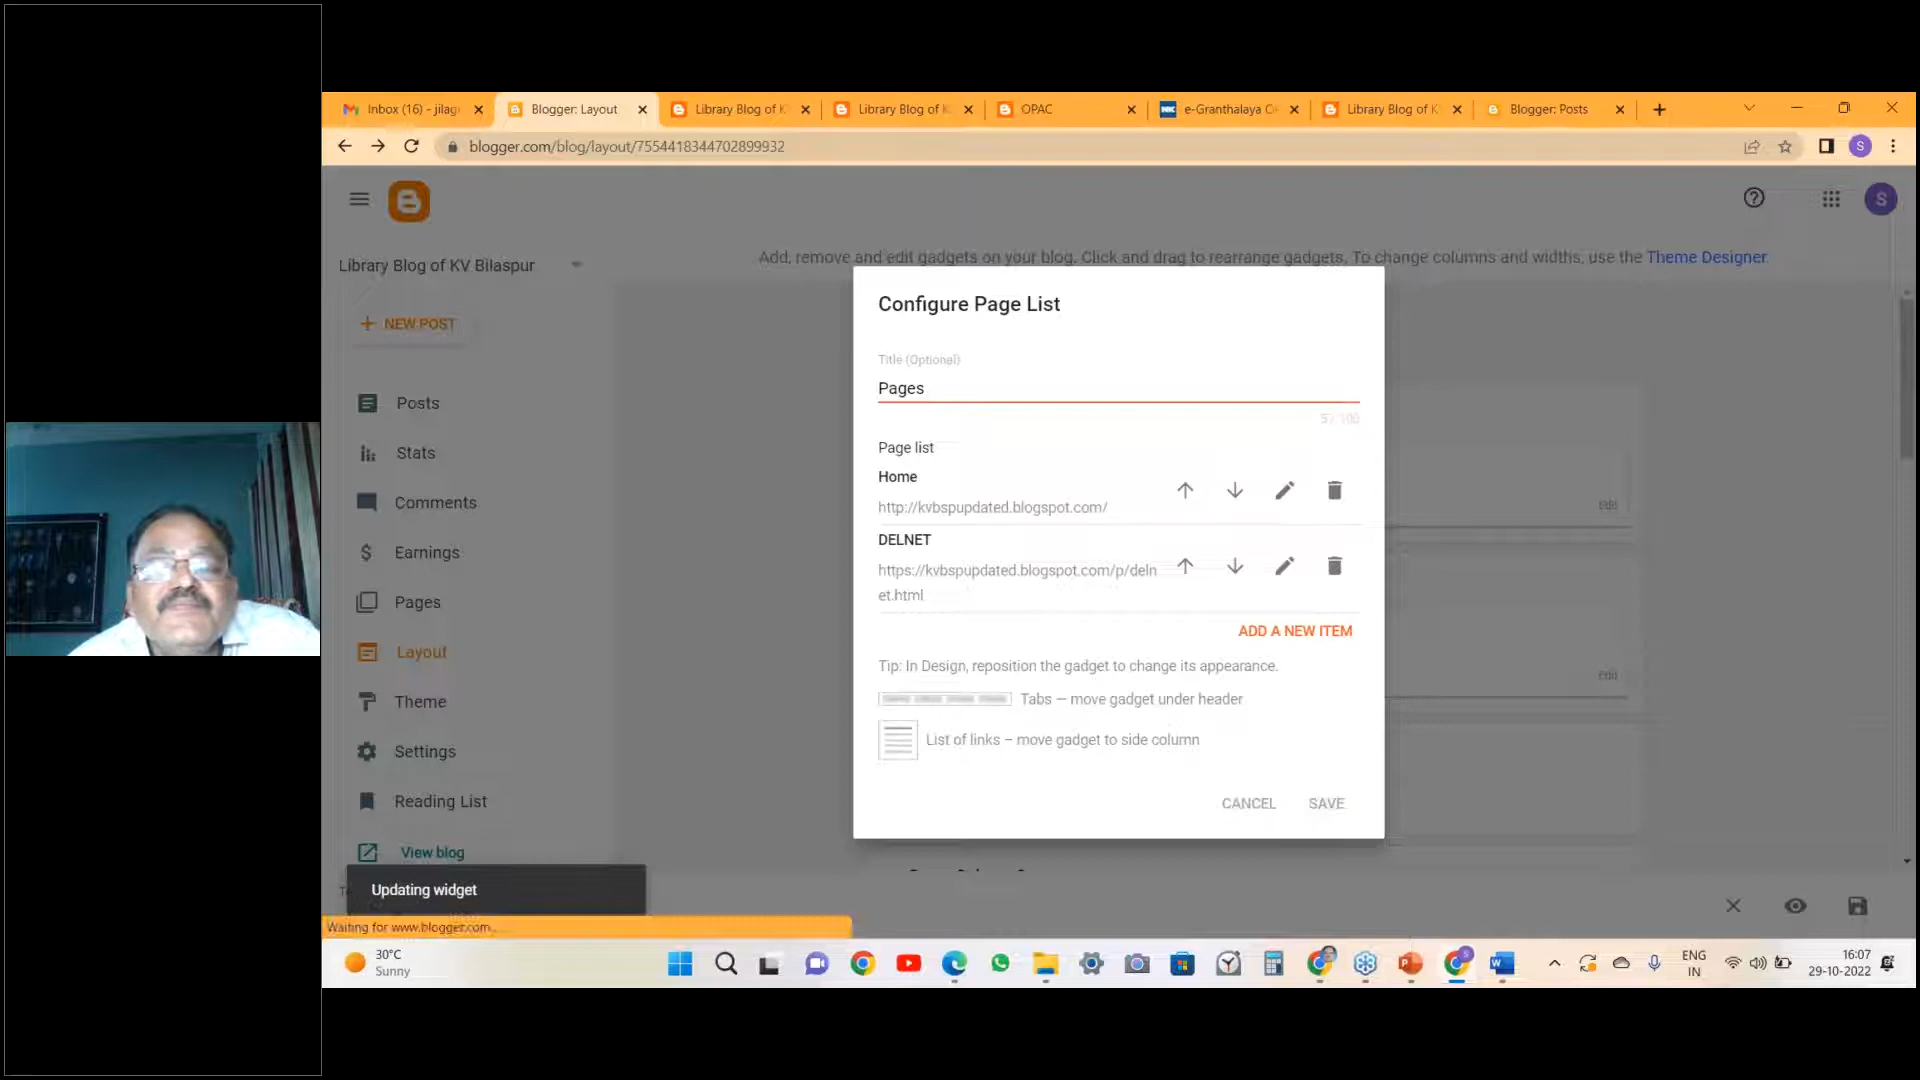 Inbox (16) - jilag
Blogger: Layout
Library Blog of K
Library Blog of K
OPAC
e-Granthalaya C
Library Blog of K
Blogger: Posts
blogger.com/blog/layout/7554418344702899932
S
S
Library Blog of KV Bilaspur
Add, remove and edit gadgets on your blog. Click and drag to rearrange gadgets. To change columns and widths, use the Theme Designer.
NEW POST
Posts
Stats
Comments
Earnings
Pages
Layout
Theme
Settings
Reading List
View blog
Configure Page List
Title (Optional)
Pages
5 / 100
Page list
Home
http://kvbspupdated.blogspot.com/
DELNET
https://kvbspupdated.blogspot.com/p/deln
et.html
ADD A NEW ITEM
Tip: In Design, reposition the gadget to change its appearance.
Tabs — move gadget under header
List of links – move gadget to side column
CANCEL
SAVE
Edit
Edit
Updating widget
Waiting for www.blogger.com...
30°C
Sunny
ENG
IN
16:07
29-10-2022